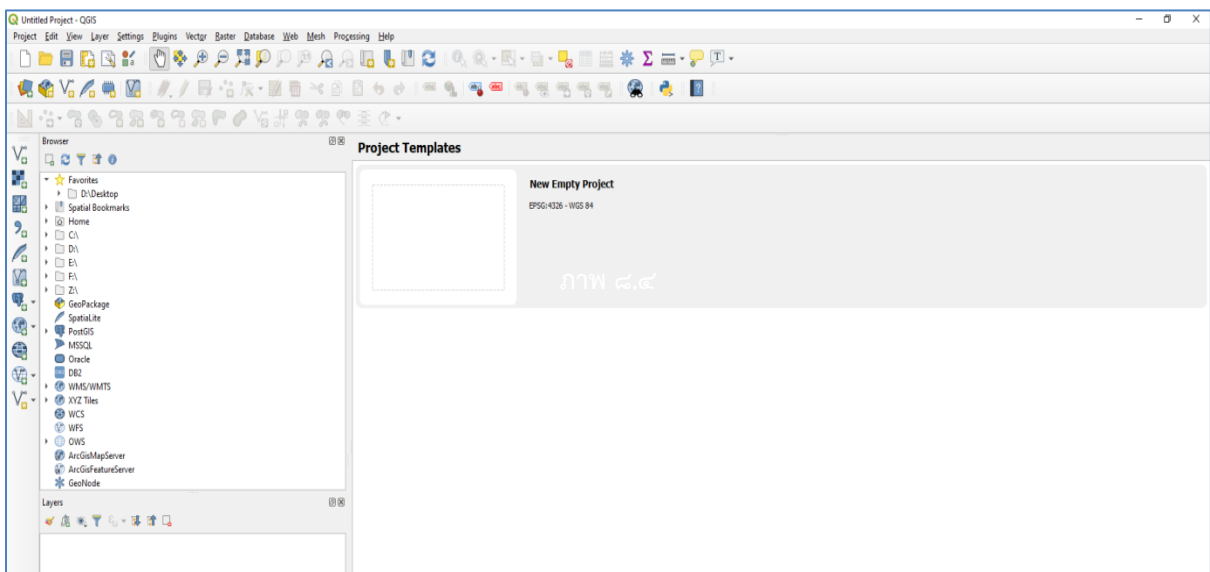 Untitled Project - QGIS
Project Edit View Layer Settings Plugins Vector Raster Database Web Mesh Processing Help
Browser
Project Templates
Favorites
D:\Desktop
Spatial Bookmarks
Home
C:\
D:\
E:\
F:\
Z:\
GeoPackage
SpatiaLite
PostGIS
MSSQL
Oracle
DB2
WMS/WMTS
XYZ Tiles
WCS
WFS
OWS
ArcGisMapServer
ArcGisFeatureServer
GeoNode
New Empty Project
EPSG:4326 - WGS 84
ภาพ ๘.๔
Layers